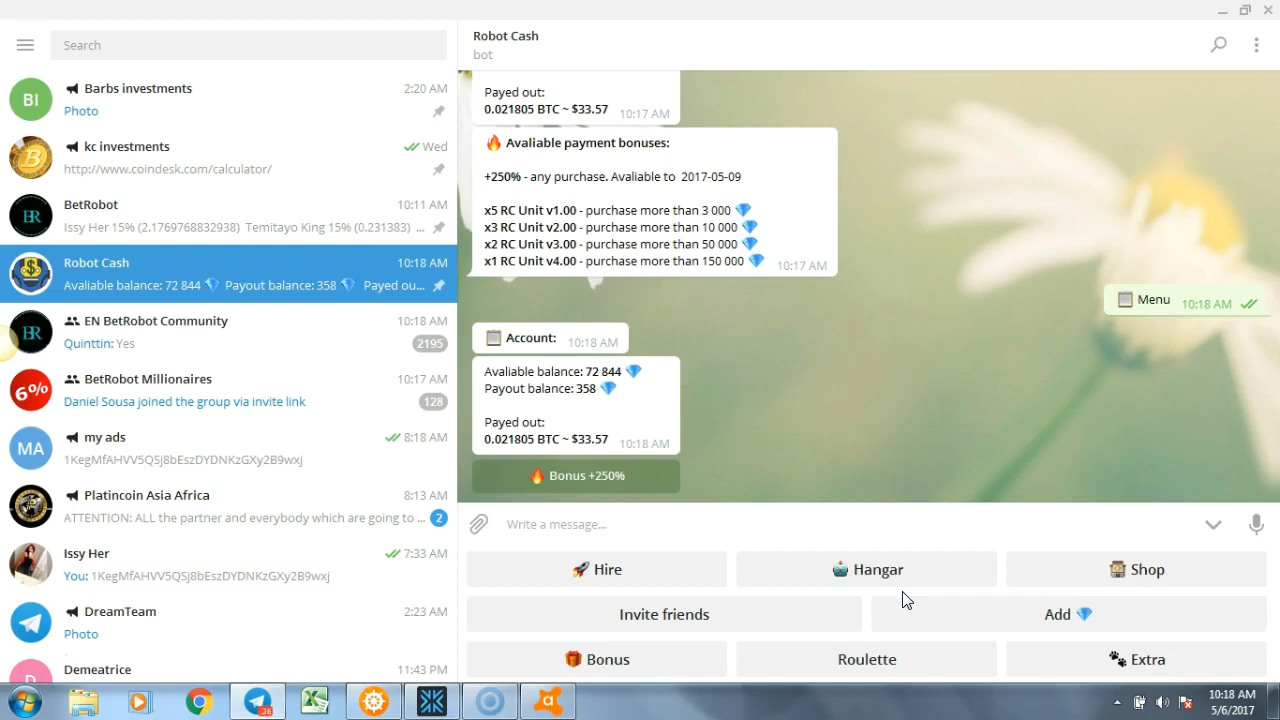 Search
BI
Barbs investments
2:20 AM
Photo
kc investments
Wed
http://www.coindesk.com/calculator/
BR
BetRobot
10:11 AM
Issy Her 15% (2.1769768832938) Temitayo King 15% (0.231383) ...
Robot Cash
10:18 AM
Avaliable balance: 72 844 💎 Payout balance: 358 💎 Payed ou...
BR
EN BetRobot Community
10:18 AM
Quinttin: Yes
2195
6%
BetRobot Millionaires
10:17 AM
Daniel Sousa joined the group via invite link
128
MA
my ads
8:18 AM
1KegMfAHVV5QSj8bEszDYDNKzGXy2B9wxj
Platincoin Asia Africa
8:13 AM
ATTENTION: ALL the partner and everybody which are going to ...
2
Issy Her
7:33 AM
You: 1KegMfAHVV5QSj8bEszDYDNKzGXy2B9wxj
DreamTeam
2:23 AM
Photo
D
Demeatrice
11:43 PM
Robot Cash
bot
Payed out:
0.021805 BTC ~ $33.57
10:17 AM
🔥 Avaliable payment bonuses:
+250% - any purchase. Avaliable to 2017-05-09
x5 RC Unit v1.00 - purchase more than 3 000 💎
x3 RC Unit v2.00 - purchase more than 10 000 💎
x2 RC Unit v3.00 - purchase more than 50 000 💎
x1 RC Unit v4.00 - purchase more than 150 000 💎
10:17 AM
📋 Menu 10:18 AM
📋 Account: 10:18 AM
Avaliable balance: 72 844 💎
Payout balance: 358 💎
Payed out:
0.021805 BTC ~ $33.57
10:18 AM
🔥 Bonus +250%
Write a message...
🚀 Hire
🤖 Hangar
🏪 Shop
Invite friends
Add 💎
🎁 Bonus
Roulette
🐾 Extra
26
10:18 AM
5/6/2017